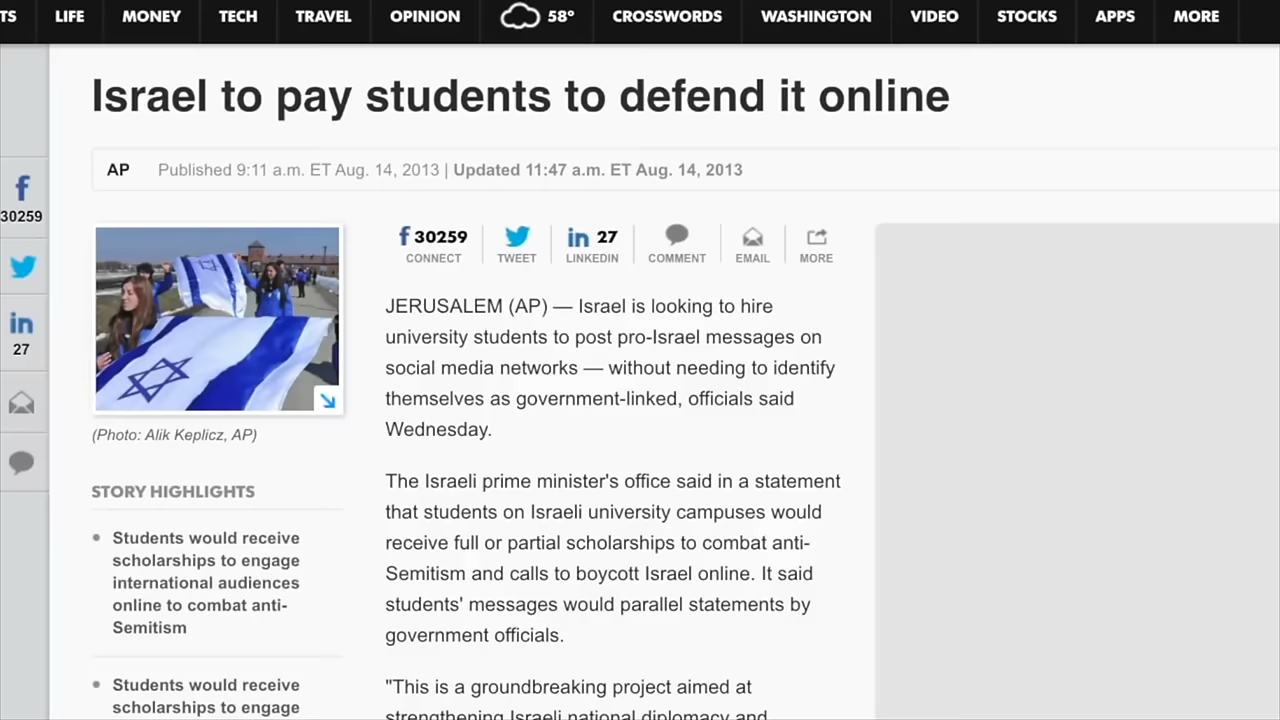 TS LIFE MONEY TECH TRAVEL OPINION 58° CROSSWORDS WASHINGTON VIDEO STOCKS APPS MORE
Israel to pay students to defend it online
AP Published 9:11 a.m. ET Aug. 14, 2013 | Updated 11:47 a.m. ET Aug. 14, 2013
30259
27
(Photo: Alik Keplicz, AP)
STORY HIGHLIGHTS
Students would receive
scholarships to engage
international audiences
online to combat anti-
Semitism
Students would receive
scholarships to engage
30259 27
CONNECT TWEET LINKEDIN COMMENT EMAIL MORE
JERUSALEM (AP) — Israel is looking to hire
university students to post pro-Israel messages on
social media networks — without needing to identify
themselves as government-linked, officials said
Wednesday.
The Israeli prime minister's office said in a statement
that students on Israeli university campuses would
receive full or partial scholarships to combat anti-
Semitism and calls to boycott Israel online. It said
students' messages would parallel statements by
government officials.
"This is a groundbreaking project aimed at
strengthening Israeli national diplomacy and